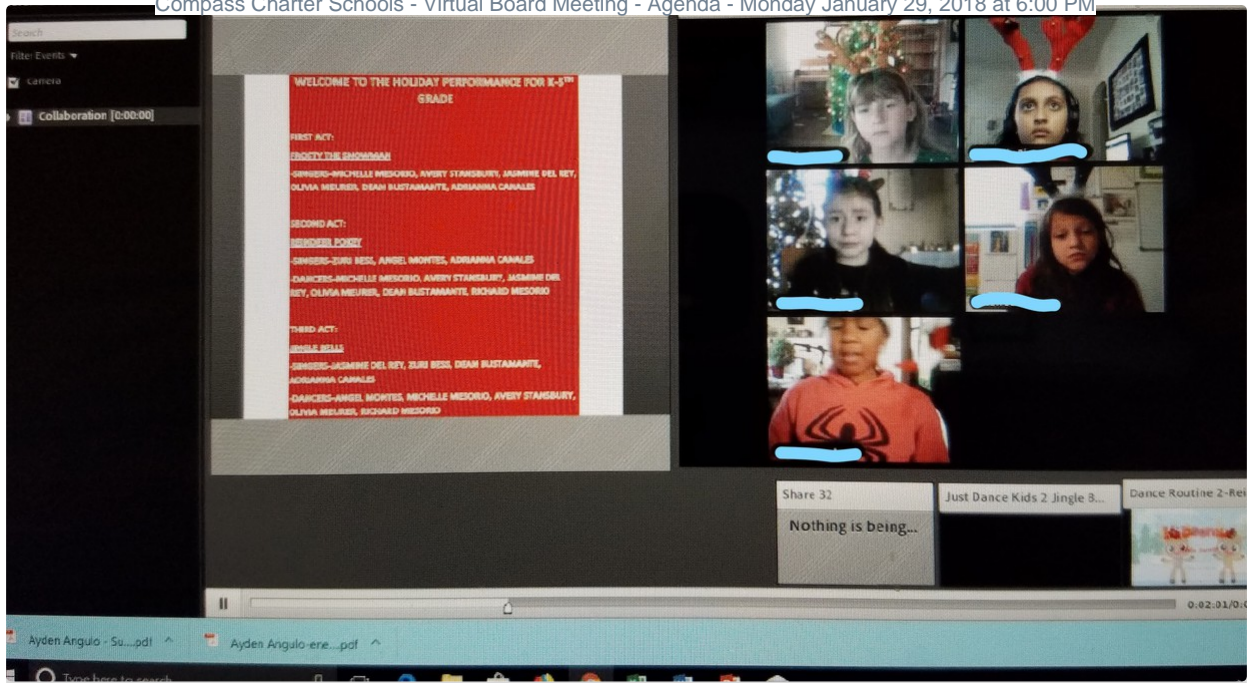 Compass Charter Schools - Virtual Board Meeting - Agenda - Monday January 29, 2018 at 6:00 PM
Search
Filter Events
Camera
Collaboration [0:00:00]
WELCOME TO THE HOLIDAY PERFORMANCE FOR K-5TH
GRADE
FIRST ACT:
FROSTY THE SNOWMAN
-SINGERS-MICHELLE MESORIO, AVERY STANSBURY, JASMINE DEL REY,
OLIVIA MEURER, DEAN BUSTAMANTE, ADRIANNA CANALES
SECOND ACT:
REINDEER POKEY
-SINGERS-ZURI BESS, ANGEL MONTES, ADRIANNA CANALES
-DANCERS-MICHELLE MESORIO, AVERY STANSBURY, JASMINE DEL
REY, OLIVIA MEURER, DEAN BUSTAMANTE, RICHARD MESORIO
THIRD ACT:
JINGLE BELLS
-SINGERS-JASMINE DEL REY, ZURI BESS, DEAN BUSTAMANTE,
ADRIANNA CANALES
-DANCERS-ANGEL MONTES, MICHELLE MESORIO, AVERY STANSBURY,
OLIVIA MEURER, RICHARD MESORIO
Share 32
Nothing is being...
Just Dance Kids 2 Jingle B...
Dance Routine 2-Rei
0:02:01/0:0
Ayden Angulo - Su....pdf
Ayden Angulo-ene....pdf
Type here to search